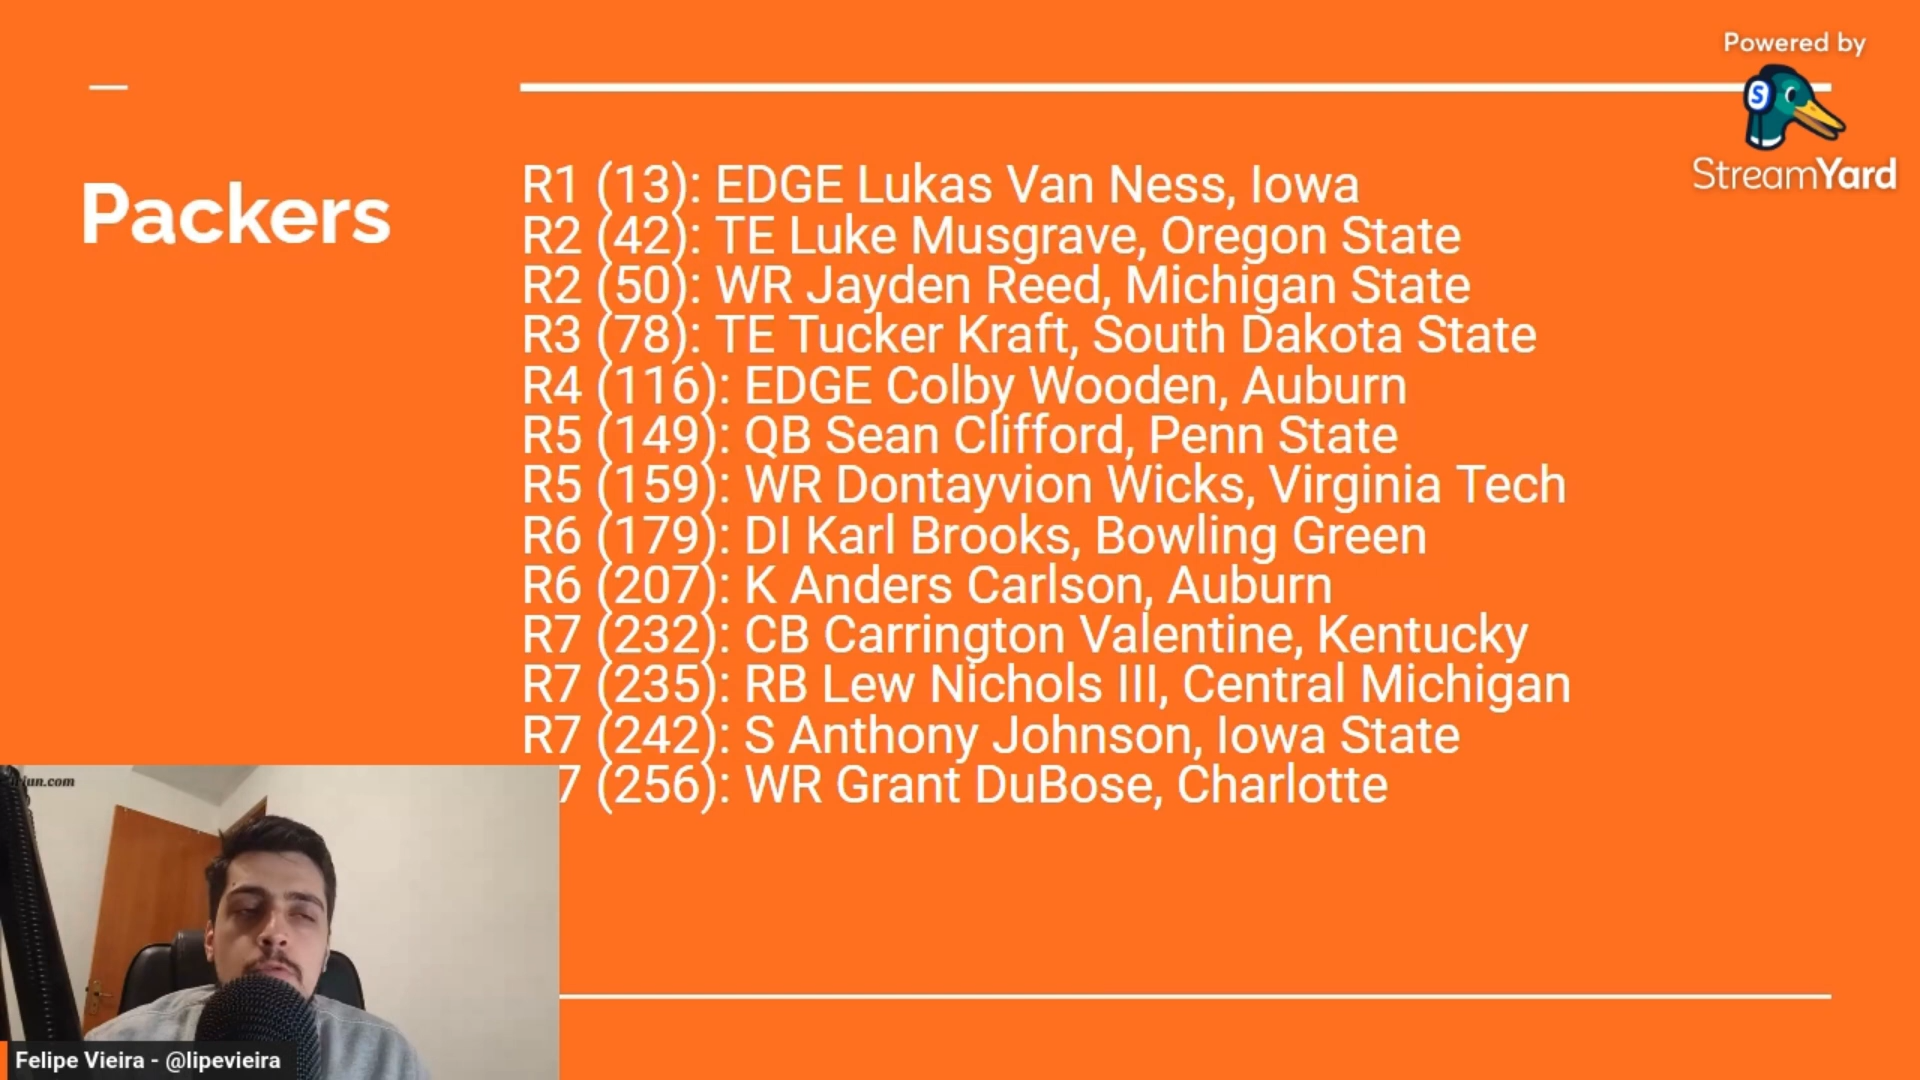 Powered by
S
StreamYard
Packers
R1 (13): EDGE Lukas Van Ness, Iowa
R2 (42): TE Luke Musgrave, Oregon State
R2 (50): WR Jayden Reed, Michigan State
R3 (78): TE Tucker Kraft, South Dakota State
R4 (116): EDGE Colby Wooden, Auburn
R5 (149): QB Sean Clifford, Penn State
R5 (159): WR Dontayvion Wicks, Virginia Tech
R6 (179): DI Karl Brooks, Bowling Green
R6 (207): K Anders Carlson, Auburn
R7 (232): CB Carrington Valentine, Kentucky
R7 (235): RB Lew Nichols III, Central Michigan
R7 (242): S Anthony Johnson, Iowa State
7 (256): WR Grant DuBose, Charlotte
Felipe Vieira - @lipevieira